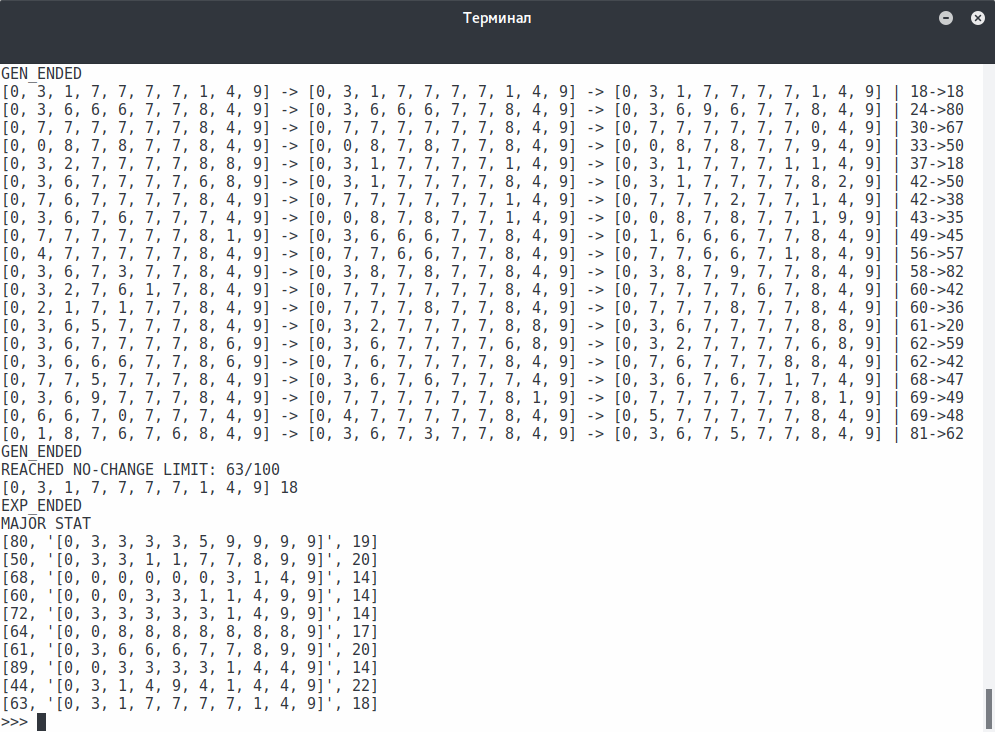 Терминал
GEN_ENDED
[0, 3, 1, 7, 7, 7, 7, 1, 4, 9] -> [0, 3, 1, 7, 7, 7, 7, 1, 4, 9] -> [0, 3, 1, 7, 7, 7, 7, 1, 4, 9] | 18->18
[0, 3, 6, 6, 6, 7, 7, 8, 4, 9] -> [0, 3, 6, 6, 6, 7, 7, 8, 4, 9] -> [0, 3, 6, 9, 6, 7, 7, 8, 4, 9] | 24->80
[0, 7, 7, 7, 7, 7, 7, 8, 4, 9] -> [0, 7, 7, 7, 7, 7, 7, 8, 4, 9] -> [0, 7, 7, 7, 7, 7, 7, 0, 4, 9] | 30->67
[0, 0, 8, 7, 8, 7, 7, 8, 4, 9] -> [0, 0, 8, 7, 8, 7, 7, 8, 4, 9] -> [0, 0, 8, 7, 8, 7, 7, 9, 4, 9] | 33->50
[0, 3, 2, 7, 7, 7, 7, 8, 8, 9] -> [0, 3, 1, 7, 7, 7, 7, 1, 4, 9] -> [0, 3, 1, 7, 7, 7, 1, 1, 4, 9] | 37->18
[0, 3, 6, 7, 7, 7, 7, 6, 8, 9] -> [0, 3, 1, 7, 7, 7, 7, 8, 4, 9] -> [0, 3, 1, 7, 7, 7, 7, 8, 2, 9] | 42->50
[0, 7, 6, 7, 7, 7, 7, 8, 4, 9] -> [0, 7, 7, 7, 7, 7, 7, 1, 4, 9] -> [0, 7, 7, 7, 2, 7, 7, 1, 4, 9] | 42->38
[0, 3, 6, 7, 6, 7, 7, 7, 4, 9] -> [0, 0, 8, 7, 8, 7, 7, 1, 4, 9] -> [0, 0, 8, 7, 8, 7, 7, 1, 9, 9] | 43->35
[0, 7, 7, 7, 7, 7, 7, 8, 1, 9] -> [0, 3, 6, 6, 6, 7, 7, 8, 4, 9] -> [0, 1, 6, 6, 6, 7, 7, 8, 4, 9] | 49->45
[0, 4, 7, 7, 7, 7, 7, 8, 4, 9] -> [0, 7, 7, 6, 6, 7, 7, 8, 4, 9] -> [0, 7, 7, 6, 6, 7, 1, 8, 4, 9] | 56->57
[0, 3, 6, 7, 3, 7, 7, 8, 4, 9] -> [0, 3, 8, 7, 8, 7, 7, 8, 4, 9] -> [0, 3, 8, 7, 9, 7, 7, 8, 4, 9] | 58->82
[0, 3, 2, 7, 6, 1, 7, 8, 4, 9] -> [0, 7, 7, 7, 7, 7, 7, 8, 4, 9] -> [0, 7, 7, 7, 7, 6, 7, 8, 4, 9] | 60->42
[0, 2, 1, 7, 1, 7, 7, 8, 4, 9] -> [0, 7, 7, 7, 8, 7, 7, 8, 4, 9] -> [0, 7, 7, 7, 8, 7, 7, 8, 4, 9] | 60->36
[0, 3, 6, 5, 7, 7, 7, 8, 4, 9] -> [0, 3, 2, 7, 7, 7, 7, 8, 8, 9] -> [0, 3, 6, 7, 7, 7, 7, 8, 8, 9] | 61->20
[0, 3, 6, 7, 7, 7, 7, 8, 6, 9] -> [0, 3, 6, 7, 7, 7, 7, 6, 8, 9] -> [0, 3, 2, 7, 7, 7, 7, 6, 8, 9] | 62->59
[0, 3, 6, 6, 6, 7, 7, 8, 6, 9] -> [0, 7, 6, 7, 7, 7, 7, 8, 4, 9] -> [0, 7, 6, 7, 7, 7, 8, 8, 4, 9] | 62->42
[0, 7, 7, 5, 7, 7, 7, 8, 4, 9] -> [0, 3, 6, 7, 6, 7, 7, 7, 4, 9] -> [0, 3, 6, 7, 6, 7, 1, 7, 4, 9] | 68->47
[0, 3, 6, 9, 7, 7, 7, 8, 4, 9] -> [0, 7, 7, 7, 7, 7, 7, 8, 1, 9] -> [0, 7, 7, 7, 7, 7, 7, 8, 1, 9] | 69->49
[0, 6, 6, 7, 0, 7, 7, 7, 4, 9] -> [0, 4, 7, 7, 7, 7, 7, 8, 4, 9] -> [0, 5, 7, 7, 7, 7, 7, 8, 4, 9] | 69->48
[0, 1, 8, 7, 6, 7, 6, 8, 4, 9] -> [0, 3, 6, 7, 3, 7, 7, 8, 4, 9] -> [0, 3, 6, 7, 5, 7, 7, 8, 4, 9] | 81->62
GEN_ENDED
REACHED NO-CHANGE LIMIT: 63/100
[0, 3, 1, 7, 7, 7, 7, 1, 4, 9] 18
EXP_ENDED
MAJOR STAT
[80, '[0, 3, 3, 3, 3, 5, 9, 9, 9, 9]', 19]
[50, '[0, 3, 3, 1, 1, 7, 7, 8, 9, 9]', 20]
[68, '[0, 0, 0, 0, 0, 0, 3, 1, 4, 9]', 14]
[60, '[0, 0, 0, 3, 3, 1, 1, 4, 9, 9]', 14]
[72, '[0, 3, 3, 3, 3, 3, 1, 4, 9, 9]', 14]
[64, '[0, 0, 8, 8, 8, 8, 8, 8, 8, 9]', 17]
[61, '[0, 3, 6, 6, 6, 7, 7, 8, 9, 9]', 20]
[89, '[0, 0, 3, 3, 3, 3, 1, 4, 4, 9]', 14]
[44, '[0, 3, 1, 4, 9, 4, 1, 4, 4, 9]', 22]
[63, '[0, 3, 1, 7, 7, 7, 7, 1, 4, 9]', 18]
>>>